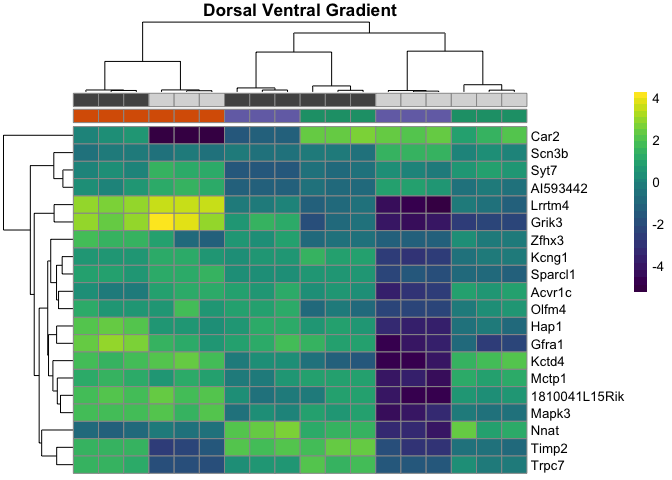 Dorsal Ventral Gradient
4
2
0
-2
-4
Car2
Scn3b
Syt7
AI593442
Lrrtm4
Grik3
Zfhx3
Kcng1
Sparcl1
Acvr1c
Olfm4
Hap1
Gfra1
Kctd4
Mctp1
1810041L15Rik
Mapk3
Nnat
Timp2
Trpc7